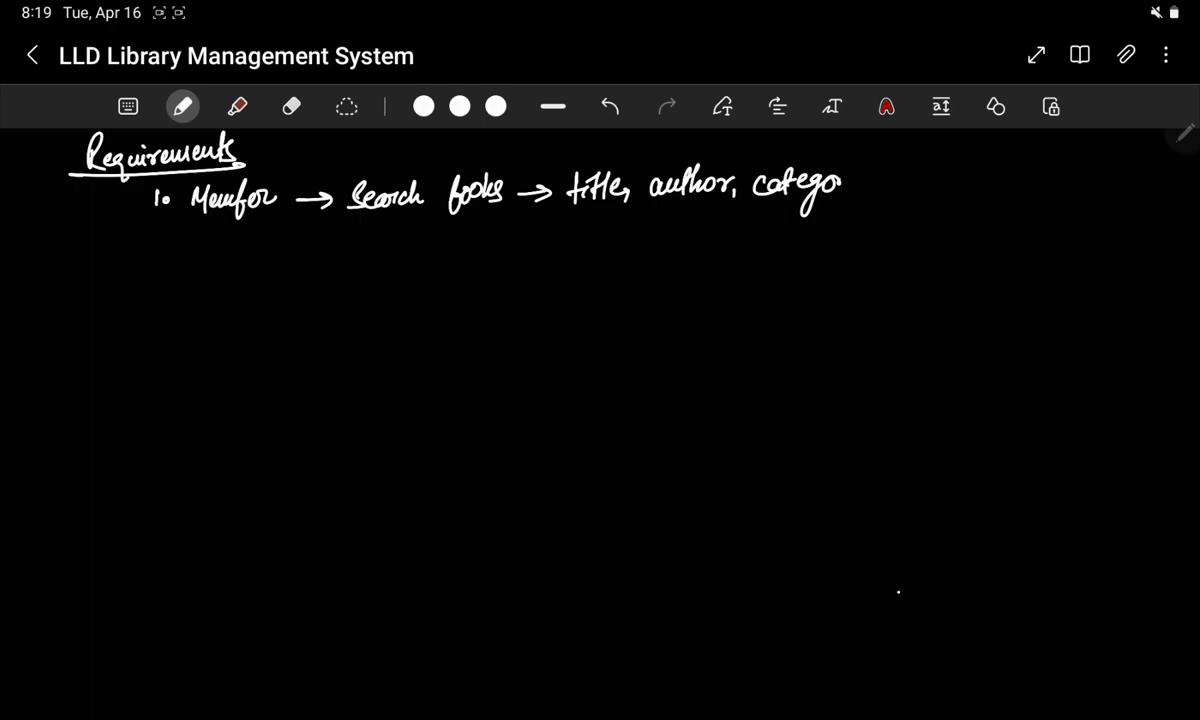 8:19 Tue, Apr 16
LLD Library Management System
Requirements
1. Member → search books → title, author, catego